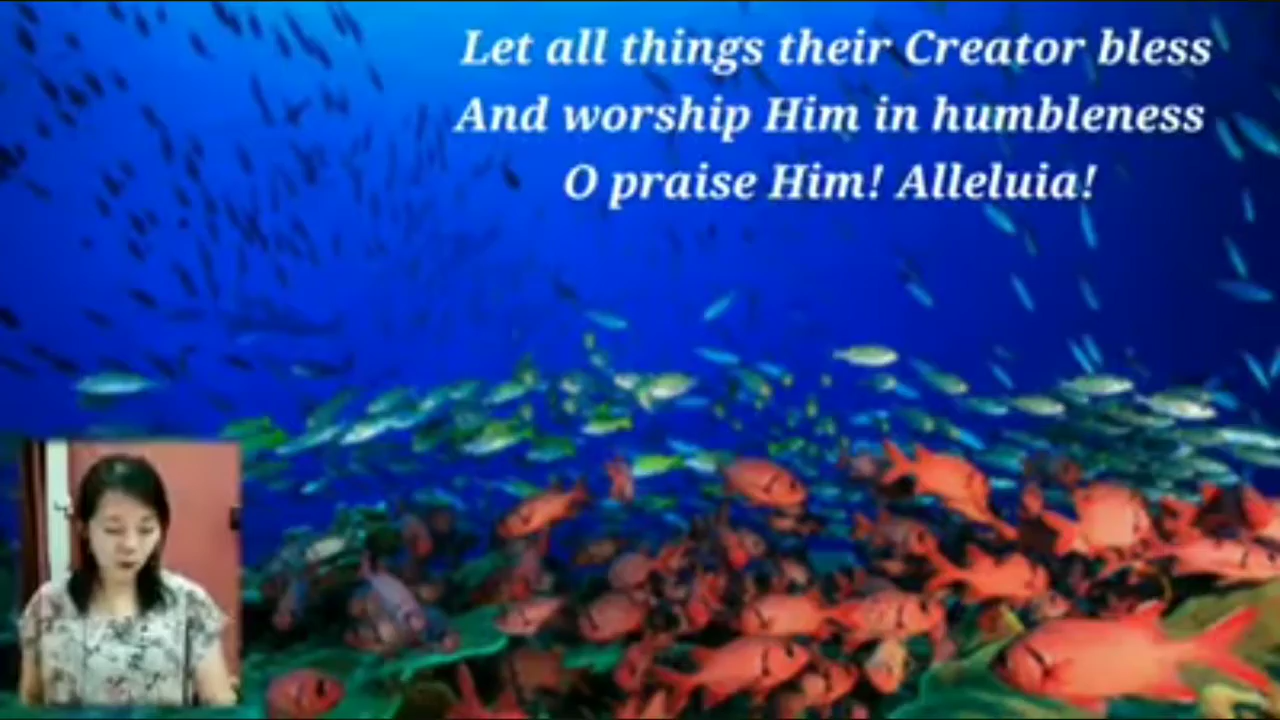 Let all things their Creator bless
And worship Him in humbleness
O praise Him! Alleluia!